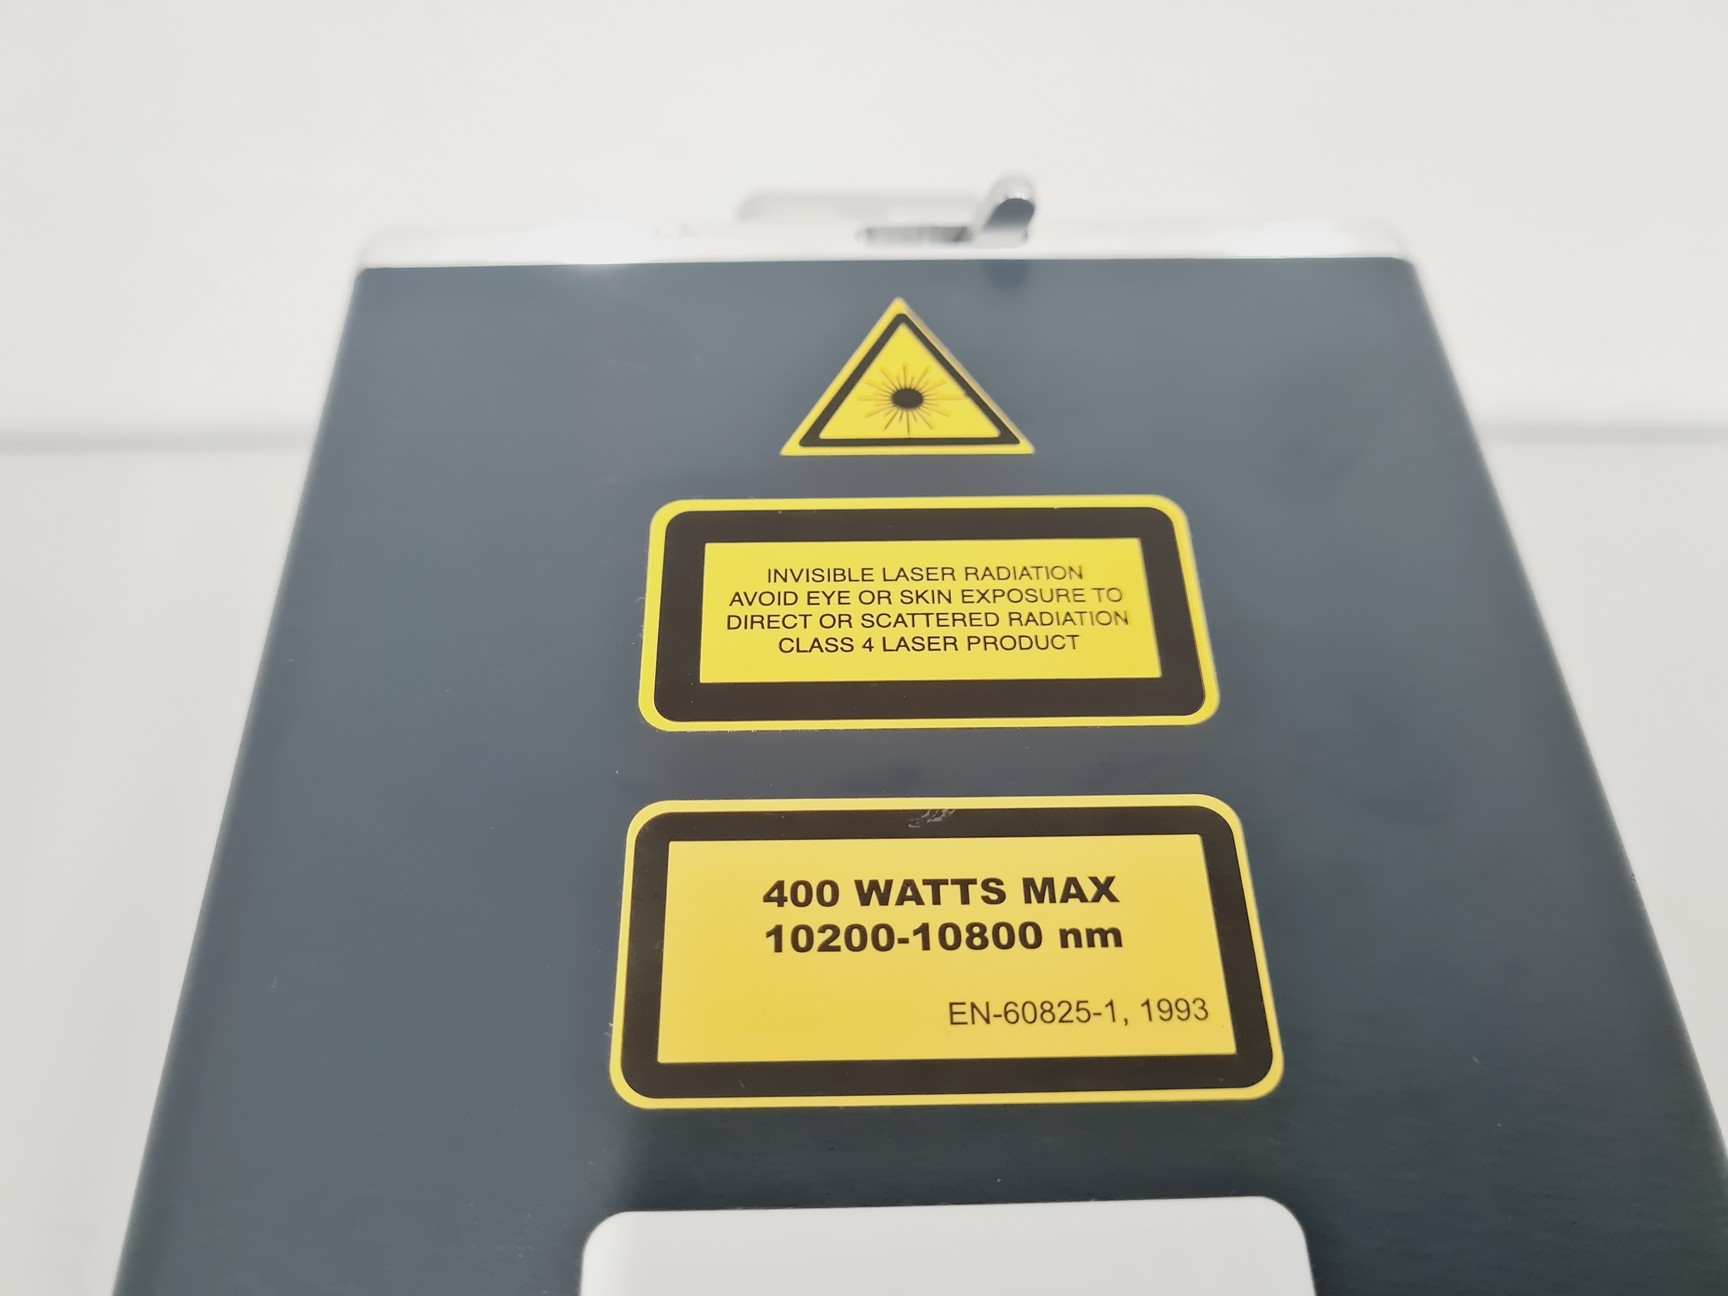 INVISIBLE LASER RADIATION
AVOID EYE OR SKIN EXPOSURE TO
DIRECT OR SCATTERED RADIATION
CLASS 4 LASER PRODUCT
400 WATTS MAX
10200-10800 nm
EN-60825-1, 1993